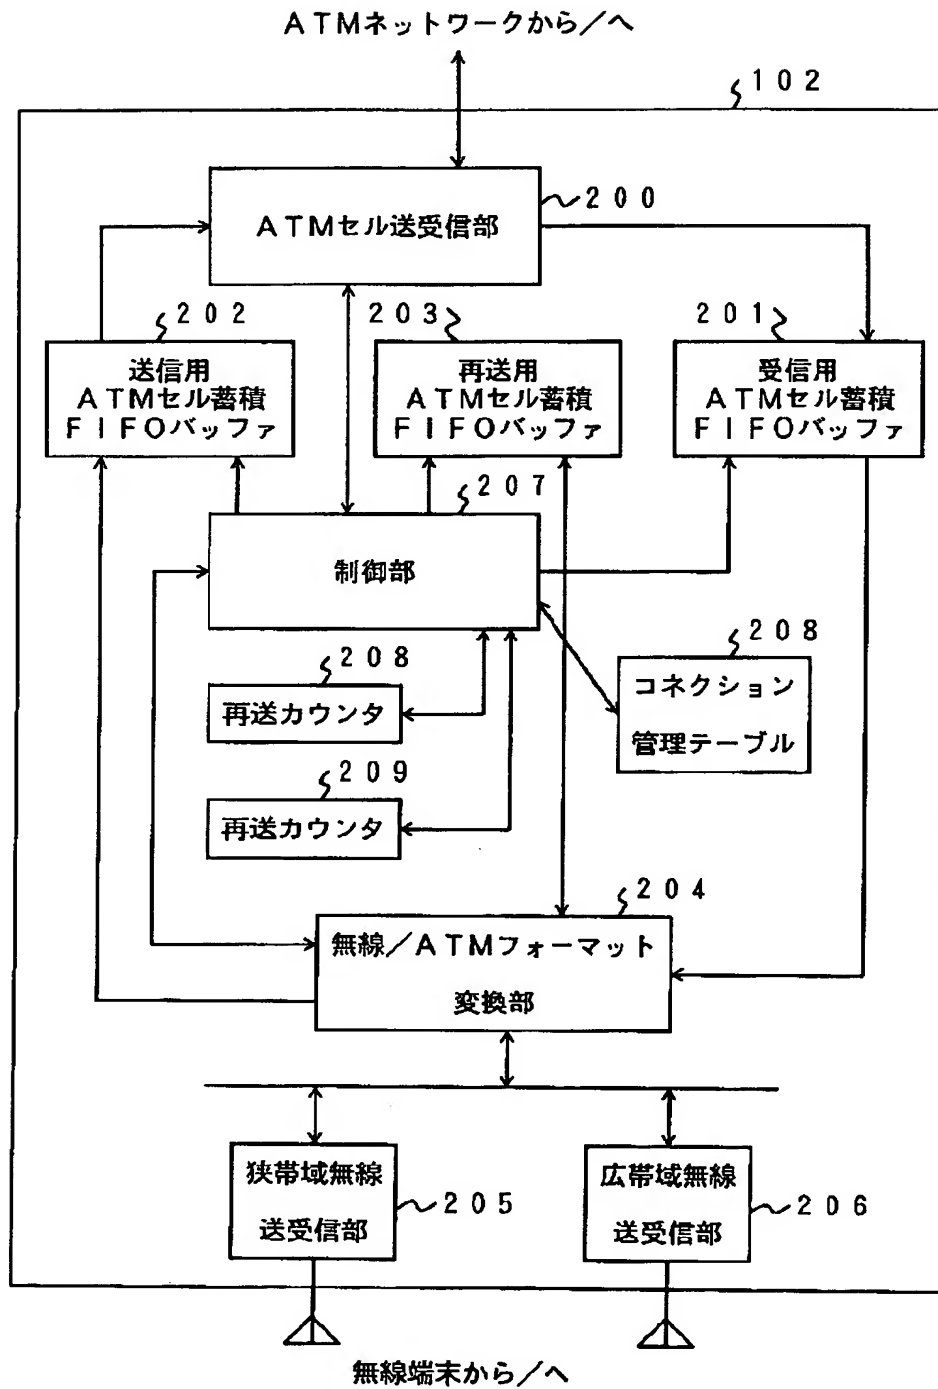 ATMネットワークから/へ
102
ATMセル送受信部
200
202
203
201
送信用
ATMセル蓄積
FIFOバッファ
再送用
ATMセル蓄積
FIFOバッファ
受信用
ATMセル蓄積
FIFOバッファ
207
制御部
208
再送カウンタ
208
コネクション
管理テーブル
209
再送カウンタ
204
無線/ATMフォーマット
変換部
狭帯域無線
送受信部
205
広帯域無線
送受信部
206
無線端末から/へ